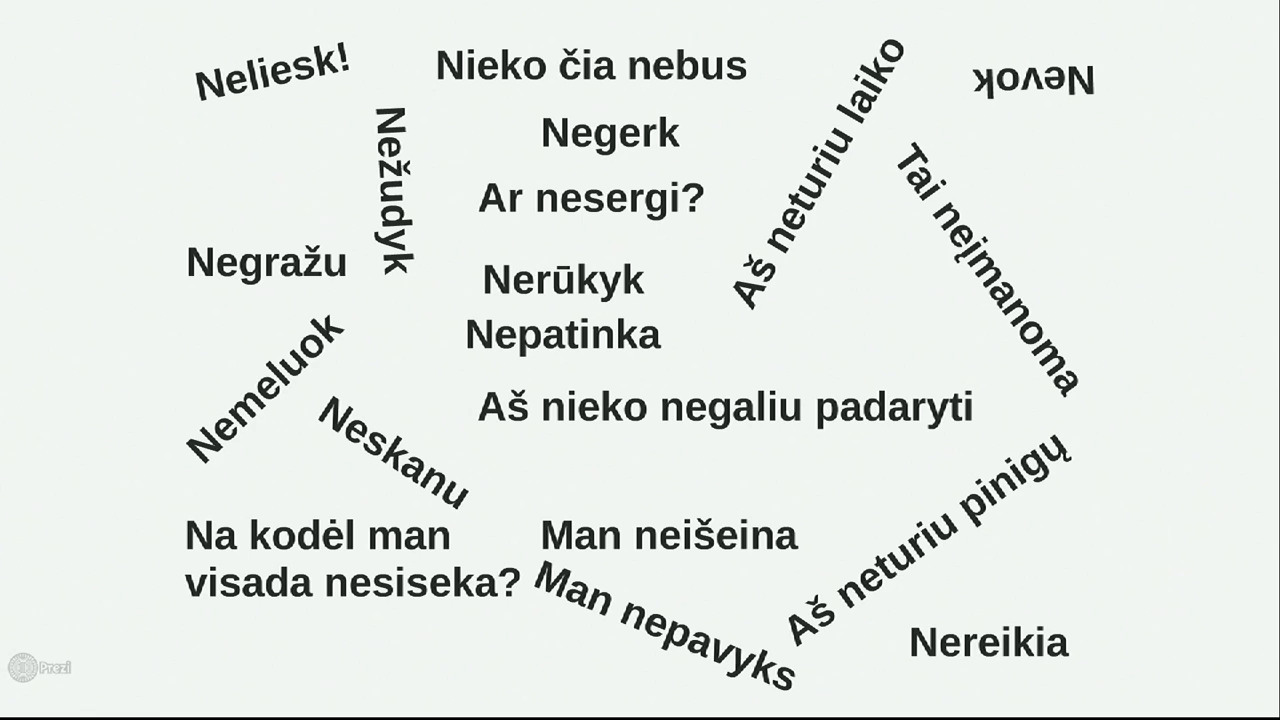 Neliesk!
Nieko čia nebus
Aš neturiu laiko
Nevok
Nežudyk
Negerk
Ar nesergi?
Tai neįmanoma
Negražu
Nerūkyk
Nepatinka
Nemeluok
Neskanu
Aš nieko negaliu padaryti
Na kodėl man
visada nesiseka?
Man neišeina
Man nepavyks
Aš neturiu pinigų
Nereikia
Prezi